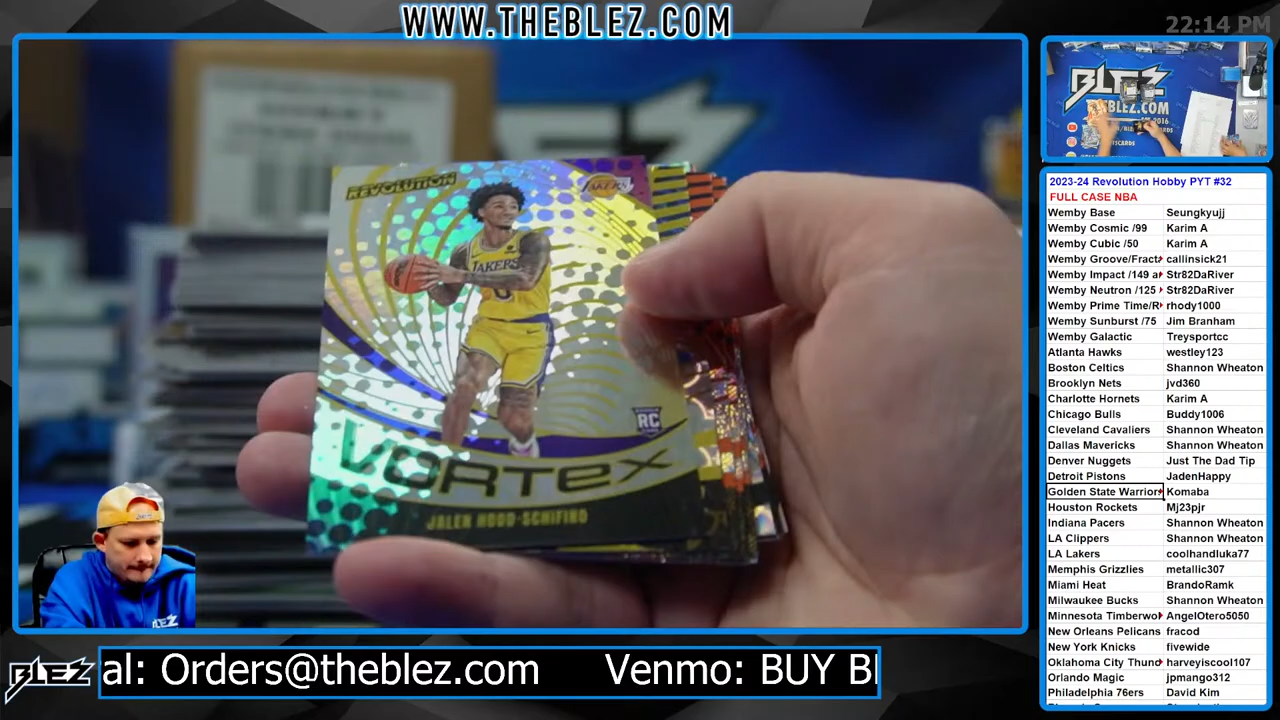 WWW.THEBLEZ.COM
22:14 PM
REVOLUTION
LAKERS
LAKERS
RC
VORTEX
JALEN HOOD-SCHIFINO
BLEZ
BLEZ.COM
2023-24 Revolution Hobby PYT #32
FULL CASE NBA
Wemby Base Seungkyujj
Wemby Cosmic /99 Karim A
Wemby Cubic /50 Karim A
Wemby Groove/Fract callinsick21
Wemby Impact /149 a Str82DaRiver
Wemby Neutron /125 Str82DaRiver
Wemby Prime Time/R rhody1000
Wemby Sunburst /75 Jim Branham
Wemby Galactic Treysportcc
Atlanta Hawks westley123
Boston Celtics Shannon Wheaton
Brooklyn Nets jvd360
Charlotte Hornets Karim A
Chicago Bulls Buddy1006
Cleveland Cavaliers Shannon Wheaton
Dallas Mavericks Shannon Wheaton
Denver Nuggets Just The Dad Tip
Detroit Pistons JadenHappy
Golden State Warriors Komaba
Houston Rockets Mj23pjr
Indiana Pacers Shannon Wheaton
LA Clippers Shannon Wheaton
LA Lakers coolhandluka77
Memphis Grizzlies metallic307
Miami Heat BrandoRamk
Milwaukee Bucks Shannon Wheaton
Minnesota Timberwol AngelOtero5050
New Orleans Pelicans fracod
New York Knicks fivewide
Oklahoma City Thund harveyiscool107
Orlando Magic jpmango312
Philadelphia 76ers David Kim
BLEZ
al: Orders@theblez.com Venmo: BUY